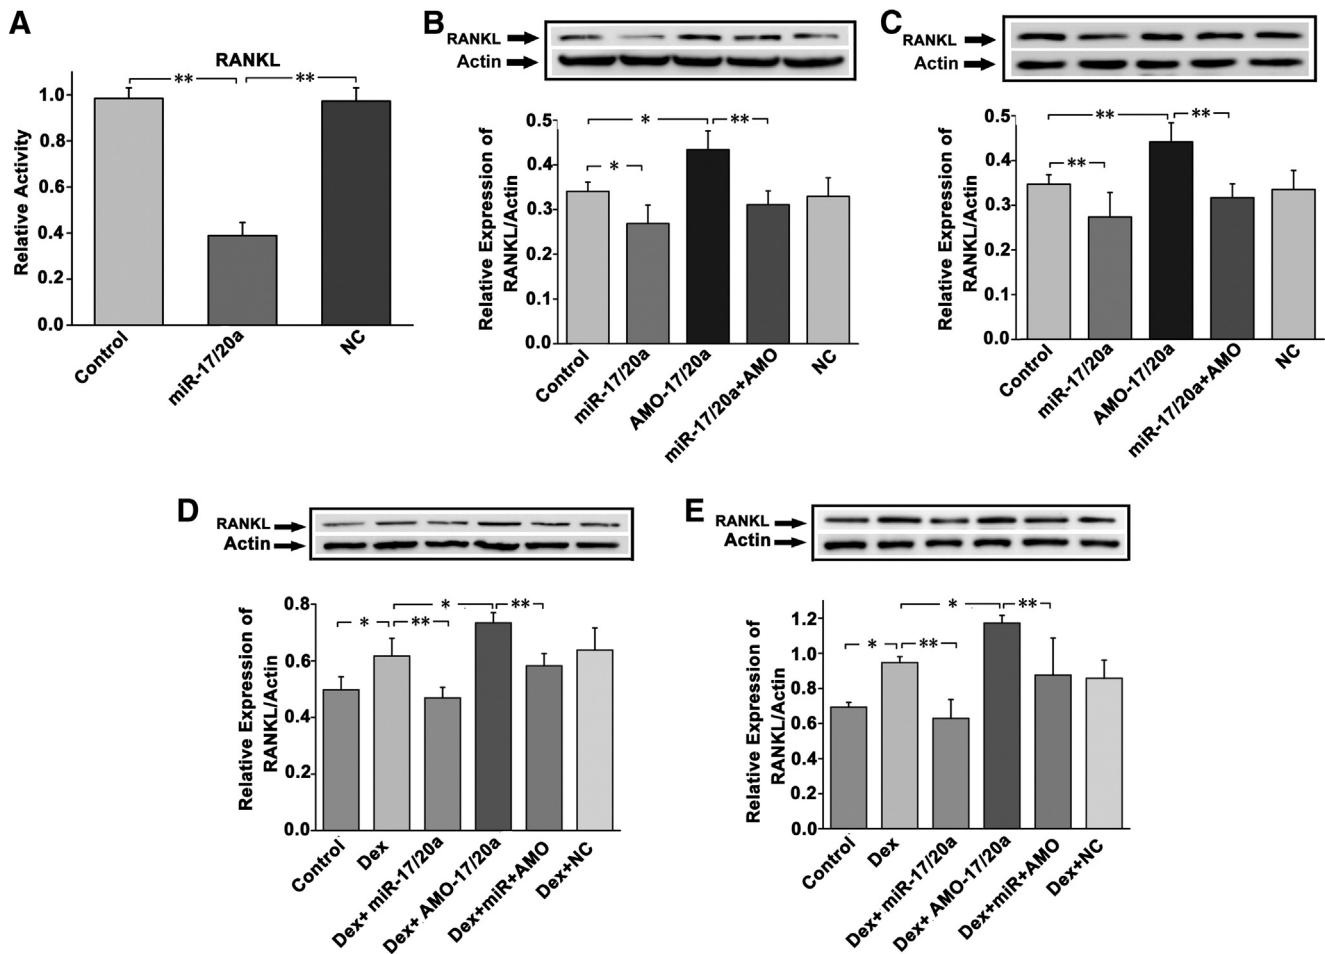 A
RANKL
** **
Relative Activity
1.0
0.8
0.6
0.4
0.2
0.0
Control
miR-17/20a
NC
B
RANKL
Actin
Relative Expression of
RANKL/Actin
0.5
0.4
0.3
0.2
0.1
0.0
* **
*
Control
miR-17/20a
AMO-17/20a
miR-17/20a+AMO
NC
C
RANKL
Actin
Relative Expression of
RANKL/Actin
0.5
0.4
0.3
0.2
0.1
0.0
** **
**
Control
miR-17/20a
AMO-17/20a
miR-17/20a+AMO
NC
D
RANKL
Actin
Relative Expression of
RANKL/Actin
0.8
0.6
0.4
0.2
0.0
* **
* **
Control
Dex
Dex+ miR-17/20a
Dex+ AMO-17/20a
Dex+miR+AMO
Dex+NC
E
RANKL
Actin
Relative Expression of
RANKL/Actin
1.2
1.0
0.8
0.6
0.4
0.2
0.0
* **
* **
Control
Dex
Dex+ miR-17/20a
Dex+ AMO-17/20a
Dex+miR+AMO
Dex+NC